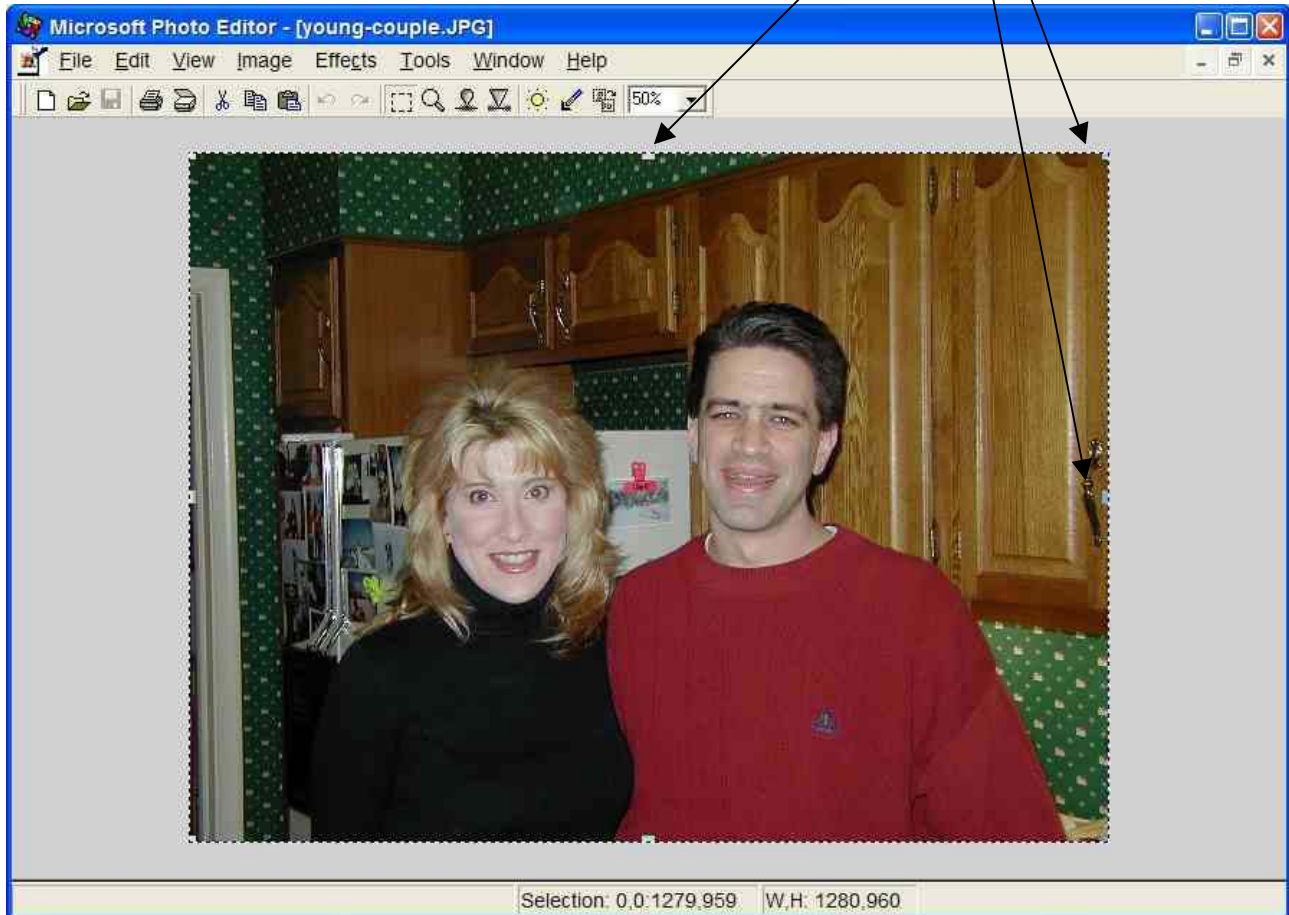 Microsoft Photo Editor - [young-couple.JPG]
File Edit View Image Effects Tools Window Help
50%
Selection: 0,0:1279,959 W,H: 1280,960